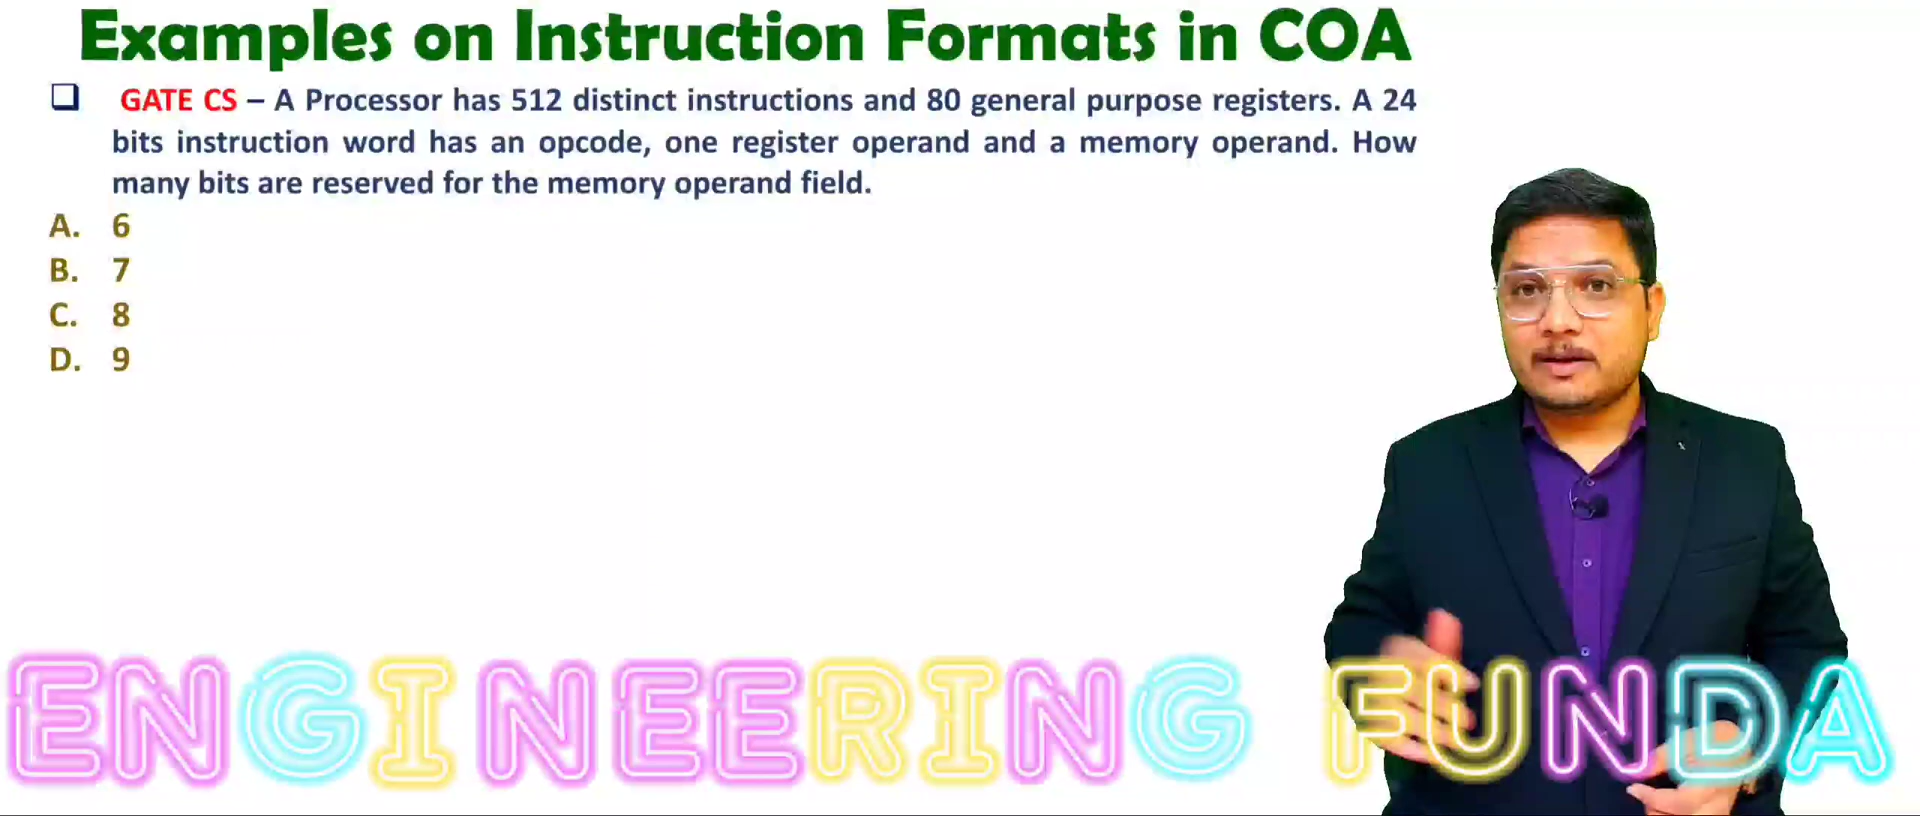 Examples on Instruction Formats in COA
❑ GATE CS – A Processor has 512 distinct instructions and 80 general purpose registers. A 24
bits instruction word has an opcode, one register operand and a memory operand. How
many bits are reserved for the memory operand field.
A. 6
B. 7
C. 8
D. 9
ENGINEERING FUNDA